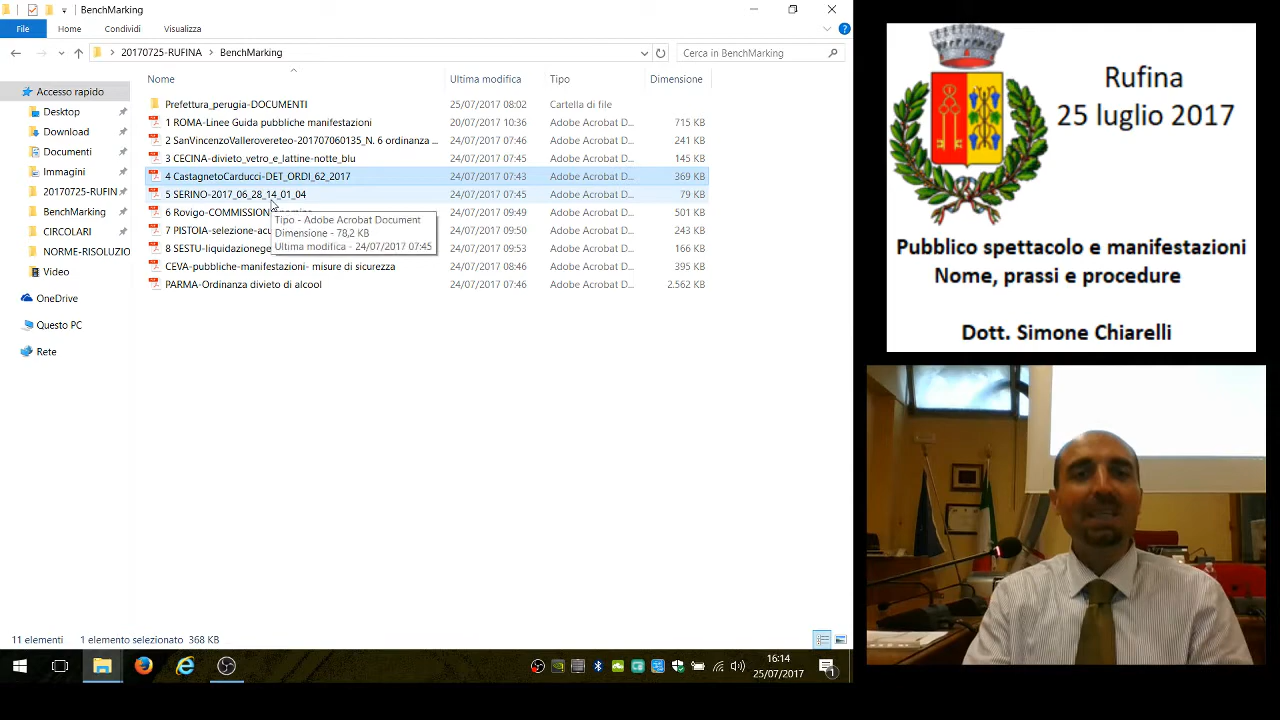 BenchMarking
File Home Condividi Visualizza
20170725-RUFINA > BenchMarking
Cerca in BenchMarking
Nome Ultima modifica Tipo Dimensione
Accesso rapido
Desktop
Download
Documenti
Immagini
20170725-RUFIN
BenchMarking
CIRCOLARI
NORME-RISOLUZIO
Video
OneDrive
Questo PC
Rete
Prefettura_perugia-DOCUMENTI 25/07/2017 08:02 Cartella di file
1 ROMA-Linee Guida pubbliche manifestazioni 20/07/2017 10:36 Adobe Acrobat D... 715 KB
2 SanVincenzoVallerovereteo-201707060135_N. 6 ordinanza ... 24/07/2017 07:46 Adobe Acrobat D... 241 KB
3 CECINA-divieto_vetro_e_lattine-notte_blu 24/07/2017 07:45 Adobe Acrobat D... 145 KB
4 CastagnetoCarducci-DET_ORDI_62_2017 24/07/2017 07:43 Adobe Acrobat D... 369 KB
5 SERINO-2017_06_28_14_01_04 24/07/2017 07:45 Adobe Acrobat D... 79 KB
6 Rovigo-COMMISSION 24/07/2017 09:49 Adobe Acrobat D... 501 KB
7 PISTOIA-selezione-acu 24/07/2017 09:50 Adobe Acrobat D... 243 KB
8 SESTU-liquidazionege 24/07/2017 09:53 Adobe Acrobat D... 166 KB
CEVA-pubbliche-manifestazioni- misure di sicurezza 24/07/2017 08:46 Adobe Acrobat D... 395 KB
PARMA-Ordinanza divieto di alcool 24/07/2017 07:46 Adobe Acrobat D... 2.562 KB
Tipo - Adobe Acrobat Document
Dimensione - 78,2 KB
Ultima modifica - 24/07/2017 07:45
11 elementi 1 elemento selezionato 368 KB
16:14
25/07/2017
1
Rufina
25 luglio 2017
Pubblico spettacolo e manifestazioni
Nome, prassi e procedure
Dott. Simone Chiarelli